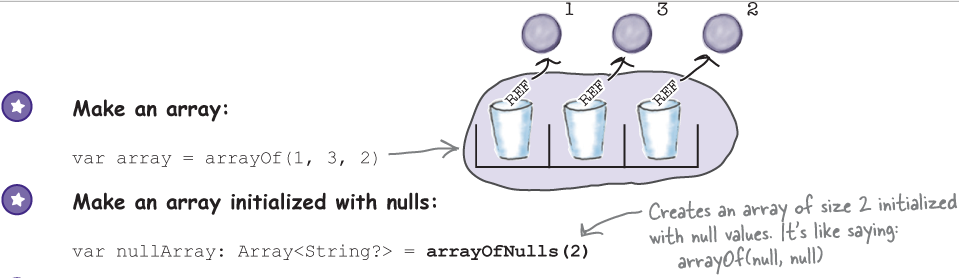 1 3 2
REF REF REF
Make an array:
var array = arrayOf(1, 3, 2)
Make an array initialized with nulls:
Creates an array of size 2 initialized
with null values. It's like saying:
arrayOf(null, null)
var nullArray: Array<String?> = arrayOfNulls(2)